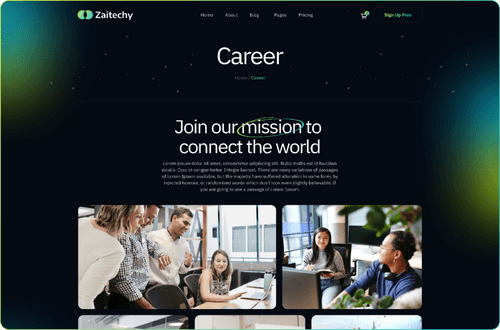 Zaitechy
Home About Blog Pages Pricing
Sign Up Free
Career
Home / Career
Join our mission to
connect the world
Lorem ipsum dolor sit amet, consectetur adipiscing elit. Nulla mattis est id faucibus
iaculis. Cras et congue tortor. Integer laoreet. There are many variations of passages
of Lorem Ipsum available, but the majority have suffered alteration in some form, by
injected humour, or randomised words which don't look even slightly believable. If
you are going to use a passage of Lorem Ipsum.